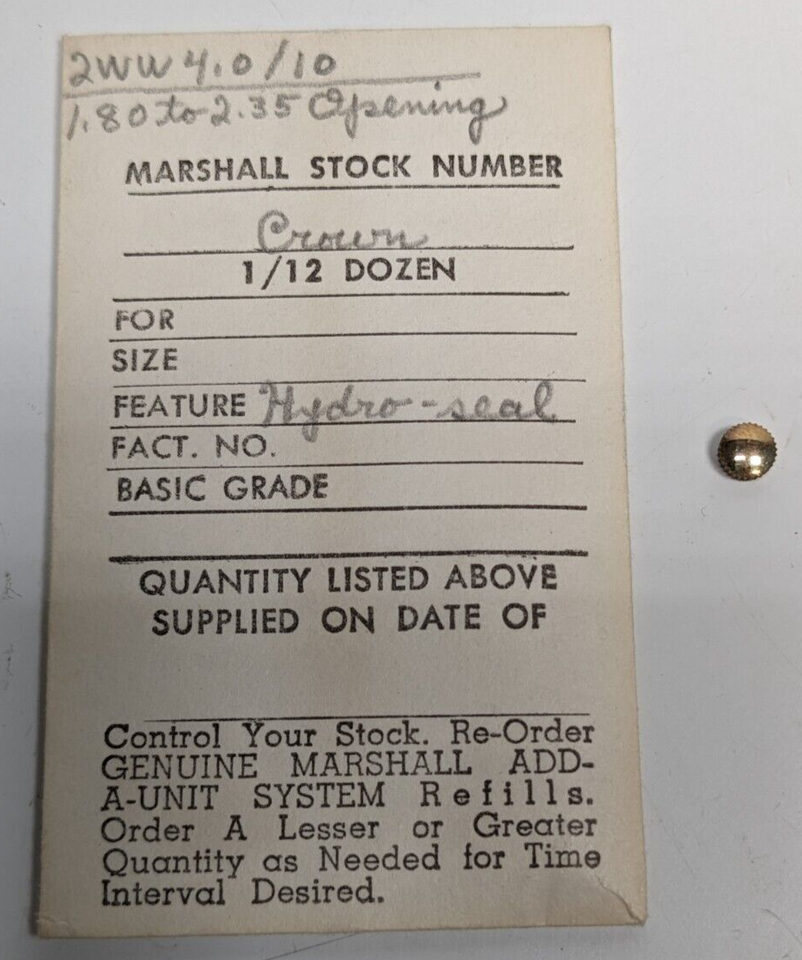 2WW 4.0/10
1.80 to 2.35 Opening
MARSHALL STOCK NUMBER
Crown
1/12 DOZEN
FOR
SIZE
FEATURE Hydro-seal
FACT. NO.
BASIC GRADE
QUANTITY LISTED ABOVE
SUPPLIED ON DATE OF
Control Your Stock. Re-Order
GENUINE MARSHALL ADD-
A-UNIT SYSTEM Refills.
Order A Lesser or Greater
Quantity as Needed for Time
Interval Desired.